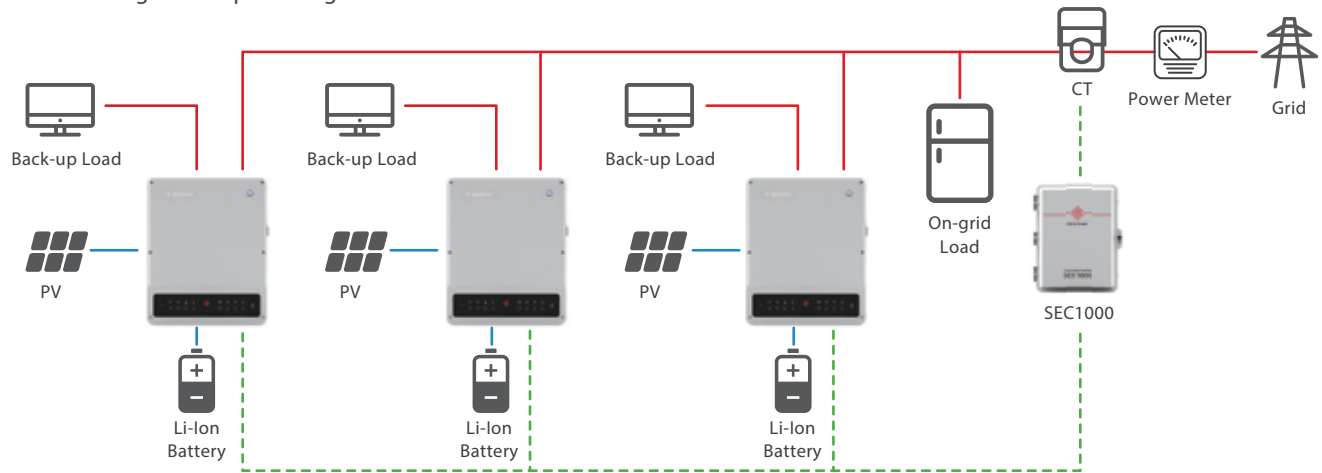 CT
Power Meter
Grid
Back-up Load
Back-up Load
Back-up Load
On-grid
Load
PV
PV
PV
SEC1000
SEC1000
Li-Ion
Battery
Li-Ion
Battery
Li-Ion
Battery